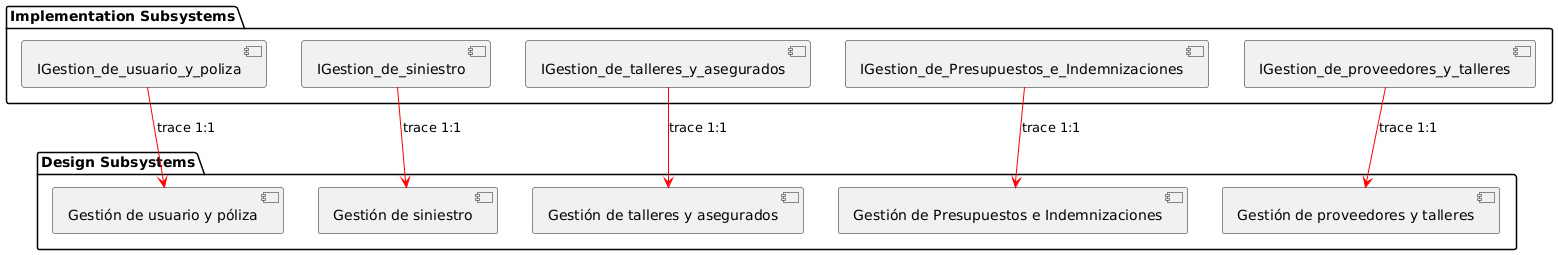 Implementation Subsystems
IGestion_de_usuario_y_poliza
IGestion_de_siniestro
IGestion_de_talleres_y_asegurados
IGestion_de_Presupuestos_e_Indemnizaciones
IGestion_de_proveedores_y_talleres
trace 1:1
trace 1:1
trace 1:1
trace 1:1
trace 1:1
Design Subsystems
Gestión de usuario y póliza
Gestión de siniestro
Gestión de talleres y asegurados
Gestión de Presupuestos e Indemnizaciones
Gestión de proveedores y talleres